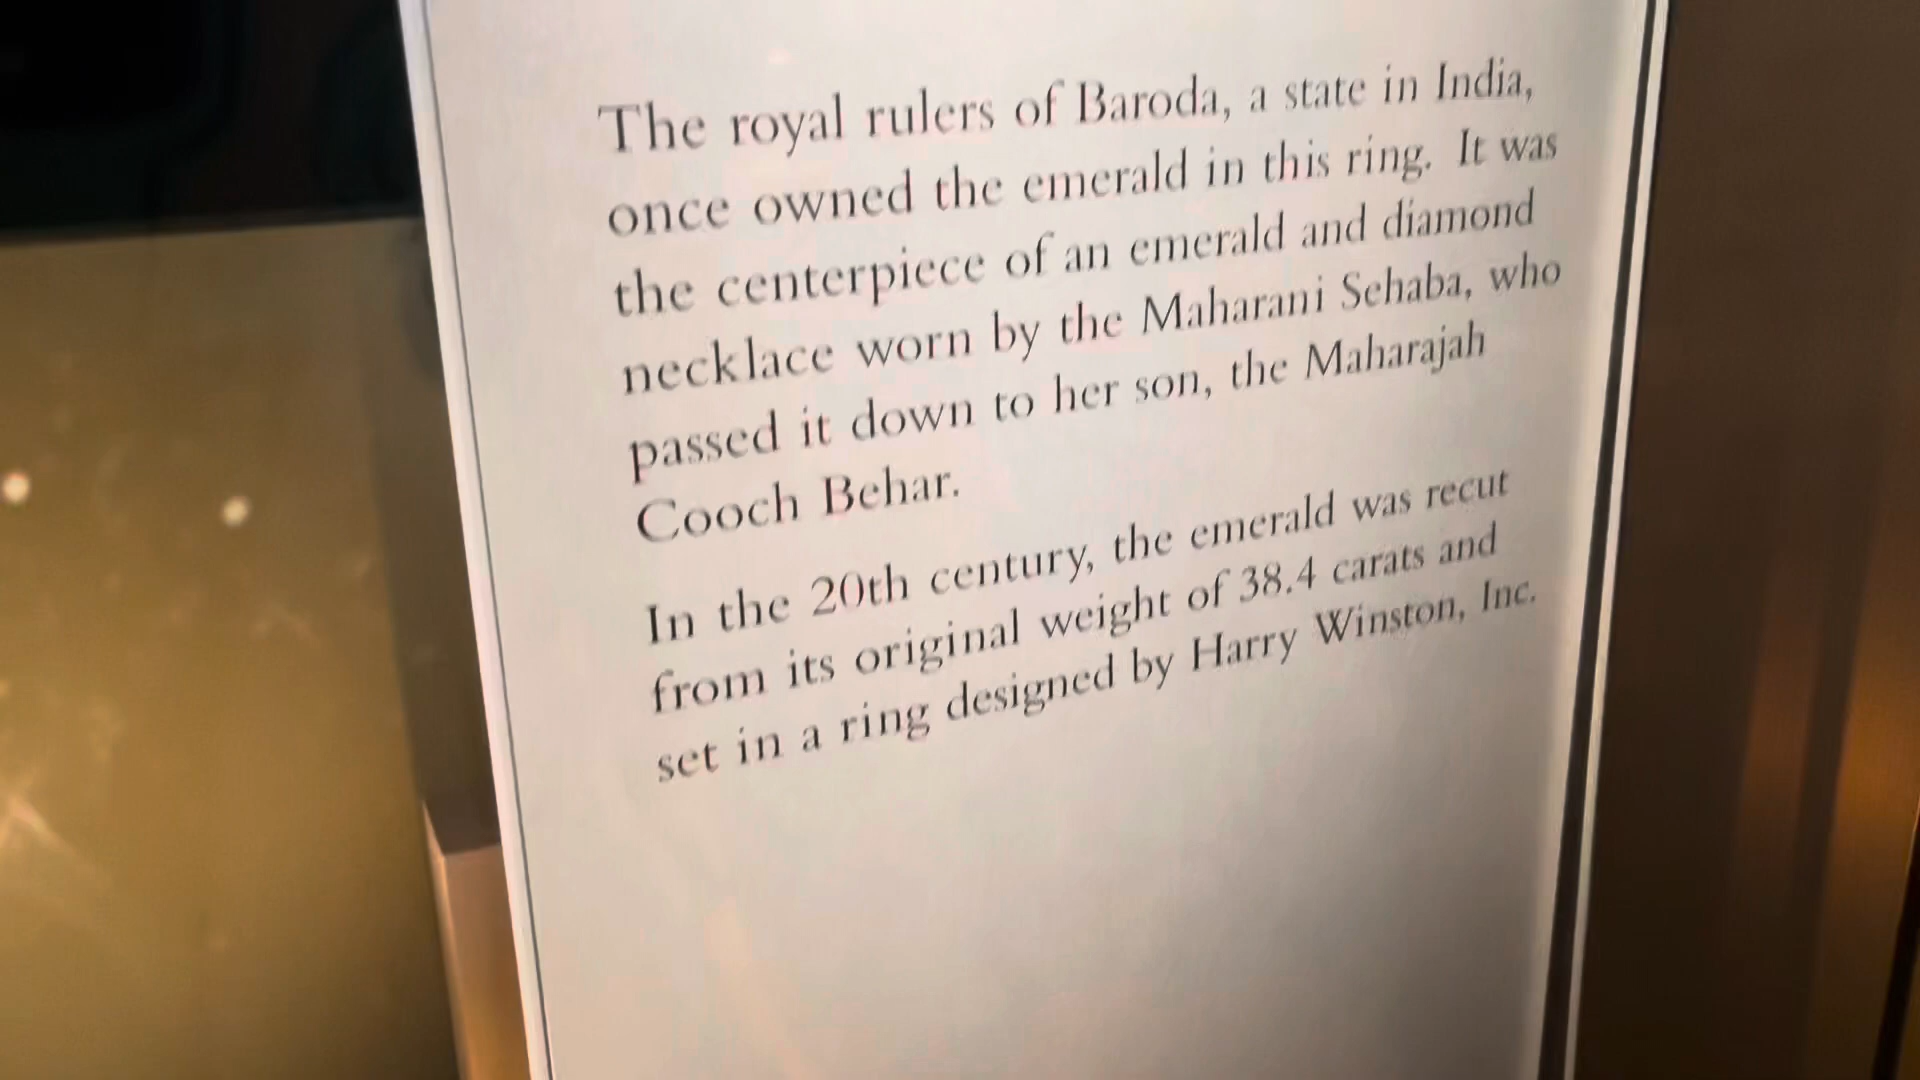 The royal rulers of Baroda, a state in India,
once owned the emerald in this ring. It was
the centerpiece of an emerald and diamond
necklace worn by the Maharani Sehaba, who
passed it down to her son, the Maharajah
Cooch Behar.
In the 20th century, the emerald was recut
from its original weight of 38.4 carats and
set in a ring designed by Harry Winston, Inc.